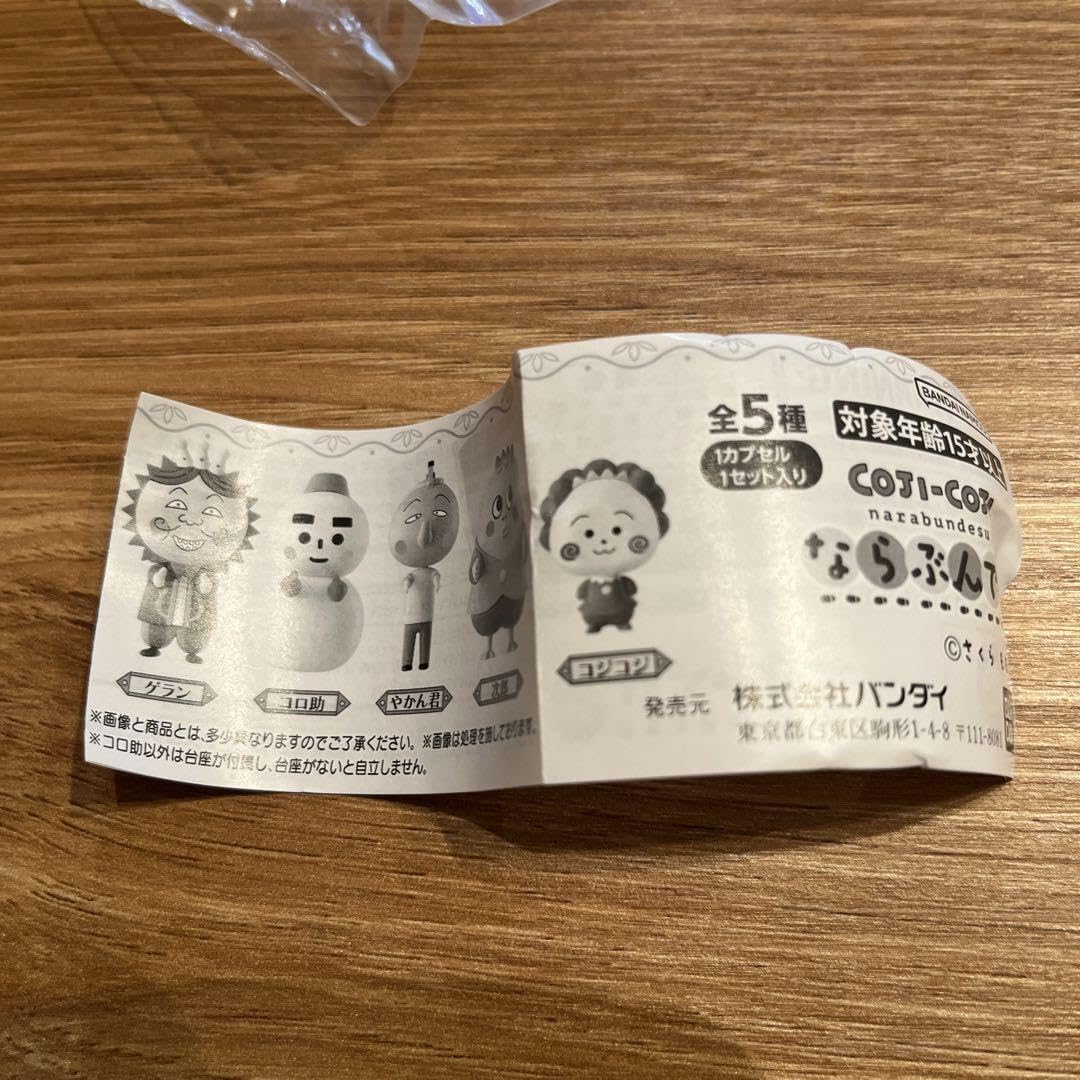 ゲラン
コロ助
やかん君
次郎
※画像と商品とは、多少異なりますのでご了承ください。※画像は処理を施しております。
※コロ助以外は台座が付属し、台座がないと自立しません。
全5種
1カプセル
1セット入り
BANDAI NAM
対象年齢15才以上
COJI-COJ
narabundesu
ならぶんで
コジコジ
©さくら
発売元 株式会社バンダイ
東京都台東区駒形1-4-8 〒111-8081